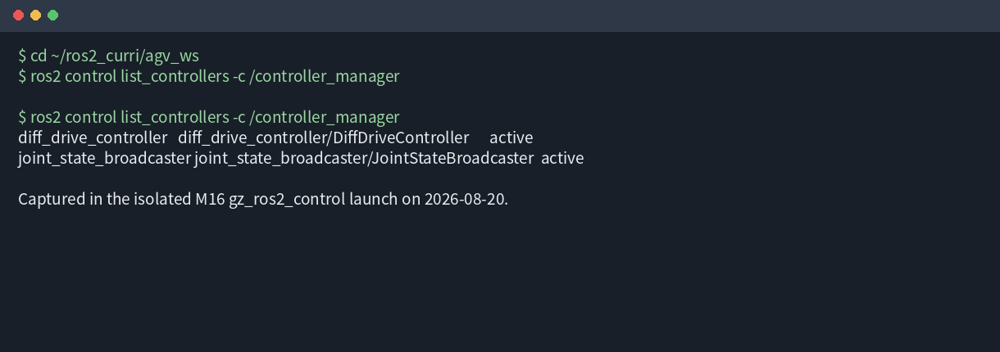 $ cd ~/ros2_curri/agv_ws
$ ros2 control list_controllers -c /controller_manager
$ ros2 control list_controllers -c /controller_manager
diff_drive_controller   diff_drive_controller/DiffDriveController     active
joint_state_broadcaster joint_state_broadcaster/JointStateBroadcaster  active
Captured in the isolated M16 gz_ros2_control launch on 2026-08-20.